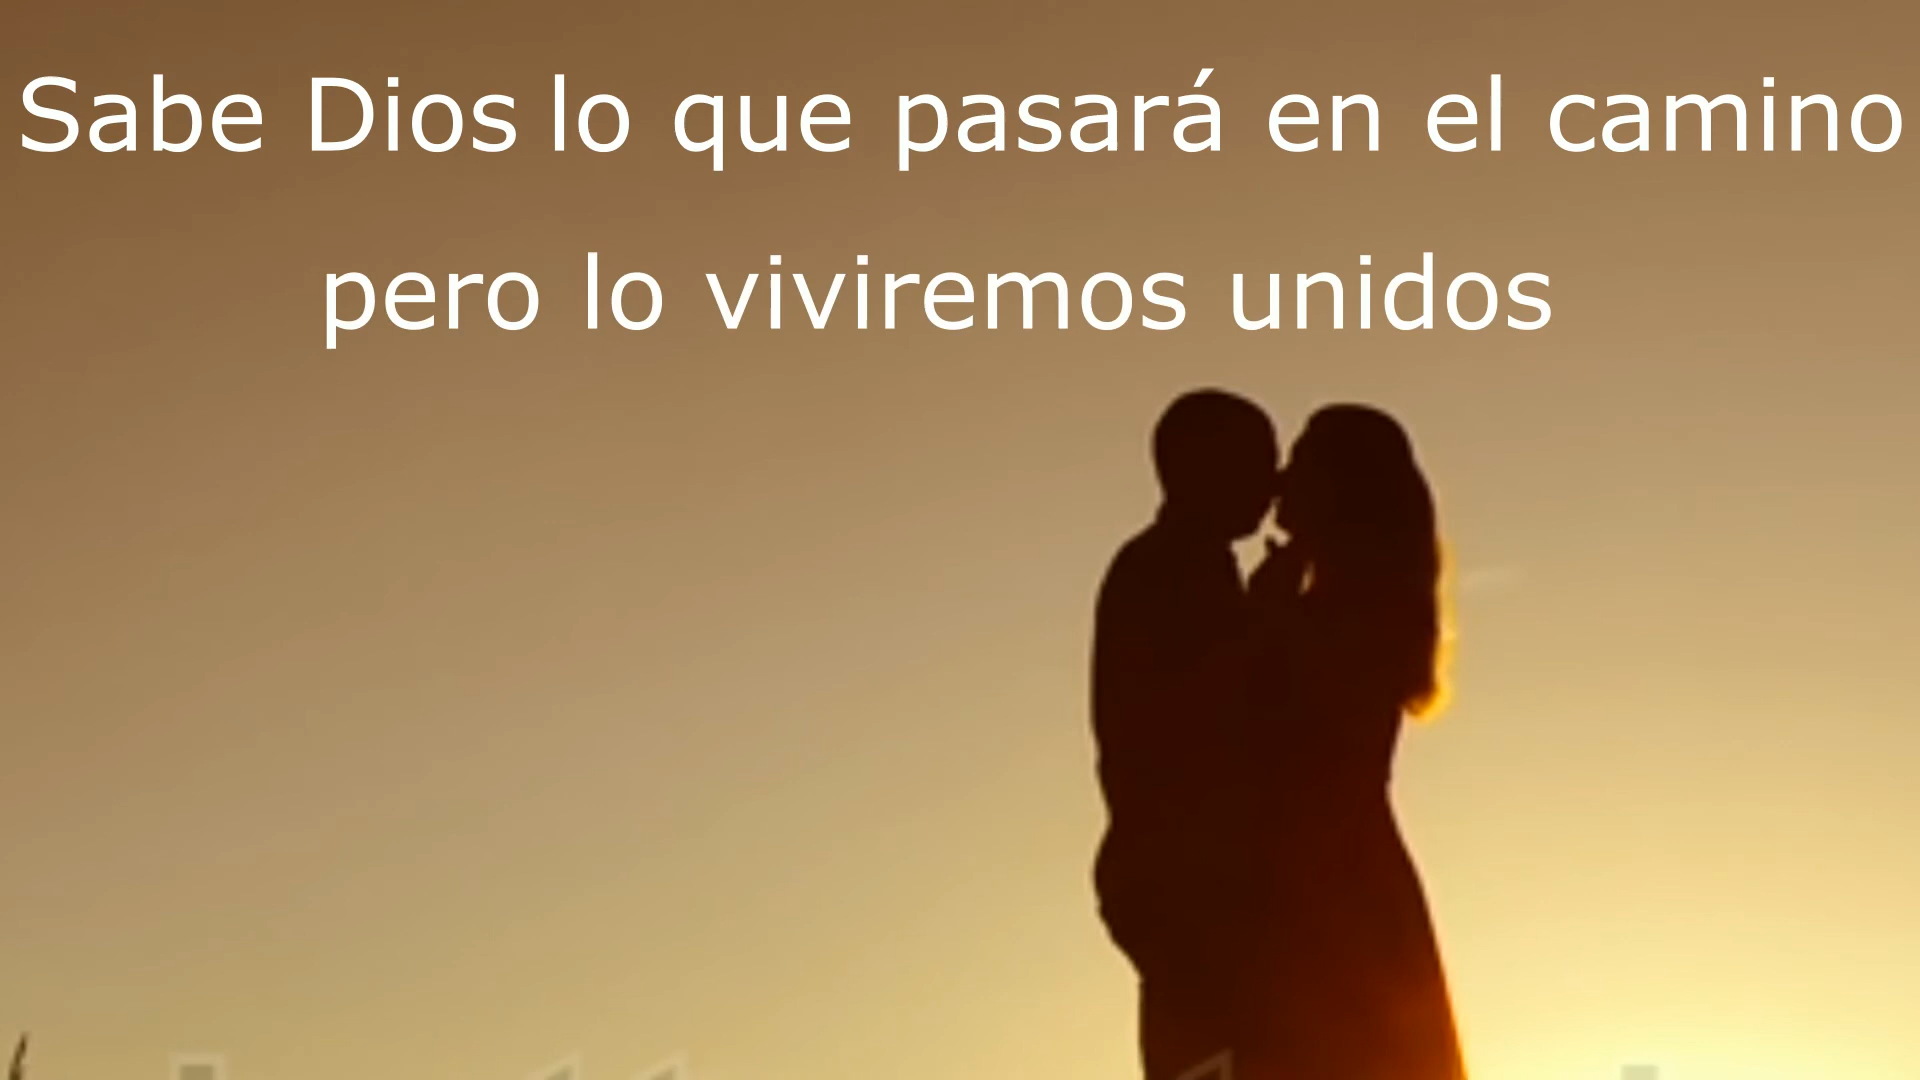 Sabe Dios lo que pasará en el camino
pero lo viviremos unidos